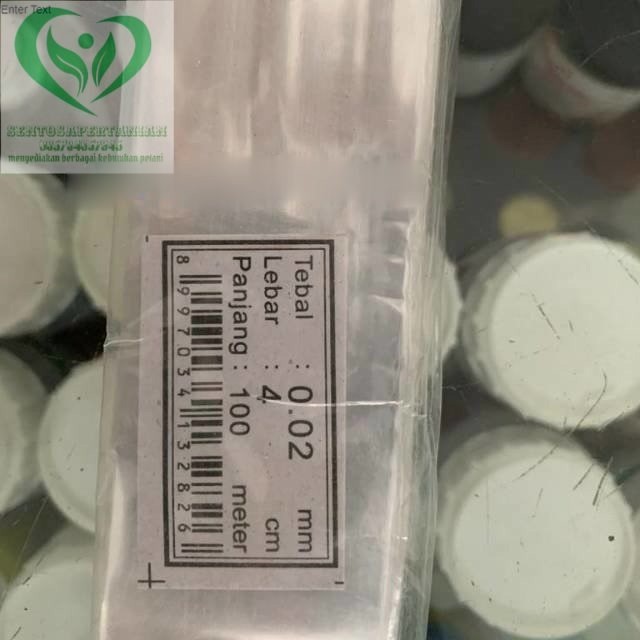 Enter Text
SENTOSAPERTANIAN
menyediakan berbagai kebutuhan petani
Tebal : 0.02 mm
Lebar : 4 cm
Panjang : 100 meter
8 997034 132826